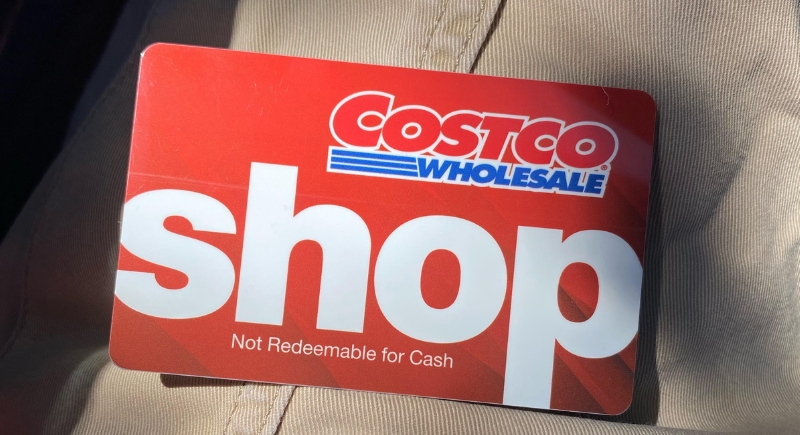 COSTCO
WHOLESALE
shop
Not Redeemable for Cash